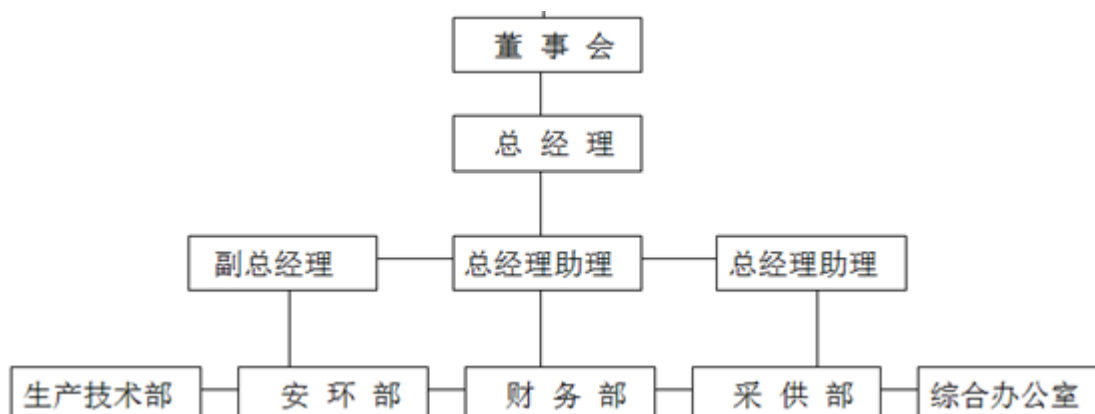 董事会
总经理
副总经理
总经理助理
总经理助理
生产技术部
安环部
财务部
采供部
综合办公室